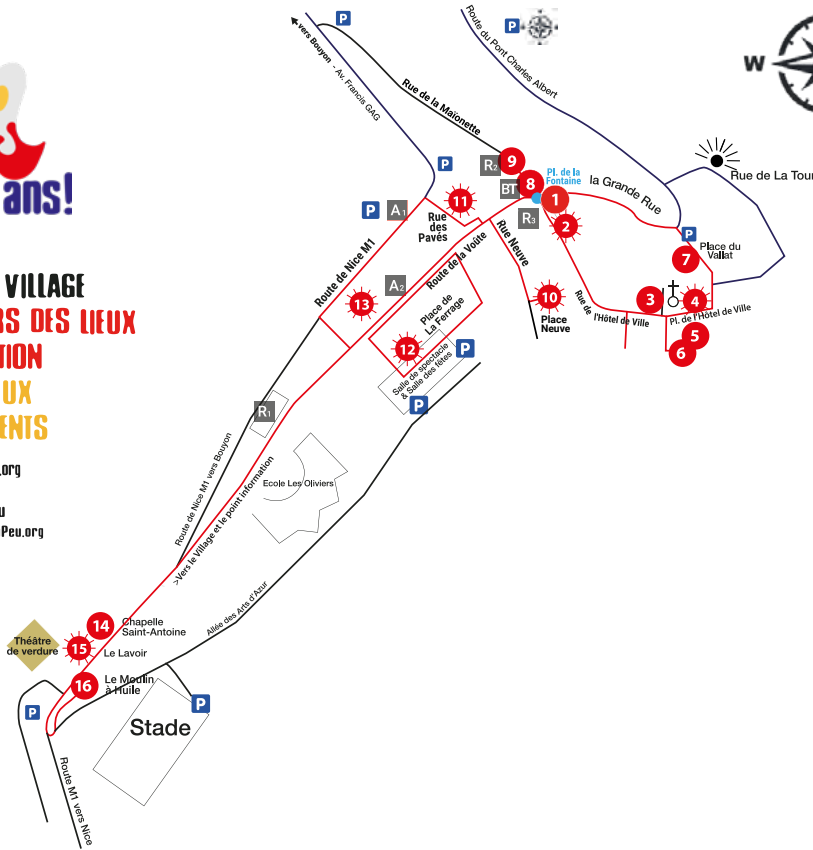 ans!
VILLAGE
RS DES LIEUX
TION
UX
ENTS
.org
U
Peu.org
P
vers Bouyon - Av. Francis GAG
P
Route du Pont Charles Albert
W
Rue de la Maïonette
P
R2
9
BT
8
Pl. de la
Fontaine
1
la Grande Rue
Rue de La Tour
P
A1
11
Rue
des
Pavés
R3
2
P
Place du
Vallat
7
Route de Nice M1
A2
Route de la Voûte
Rue Neuve
13
10
Place
Neuve
Rue de
l'Hôtel de Ville
3
4
Pl. de l'Hôtel de Ville
5
6
Place de
La Ferrage
12
P
Salle de spectacle
& Salle des fêtes
P
R1
Route de Nice M1 vers Bouyon
>Vers le Village et le point information
Ecole Les Oliviers
Allée des Arts d'Azur
14
Chapelle
Saint-Antoine
Théâtre
de verdure
15
Le Lavoir
16
Le Moulin
à Huile
P
P
Stade
Route M1 vers Nice